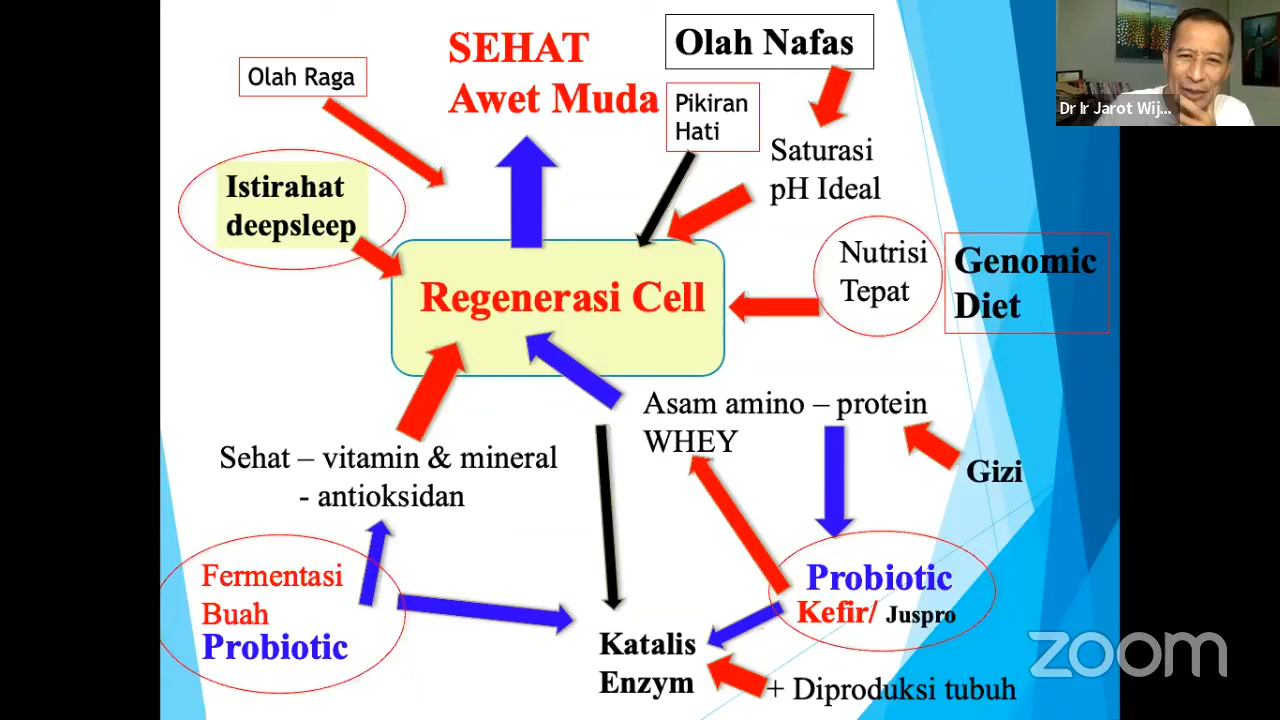 SEHAT
Awet Muda
Olah Nafas
Olah Raga
Pikiran
Hati
Dr Ir Jarot Wij...
Saturasi
pH Ideal
Istirahat
deepsleep
Regenerasi Cell
Nutrisi
Tepat
Genomic
Diet
Asam amino – protein
WHEY
Sehat – vitamin & mineral
- antioksidan
Gizi
Fermentasi
Buah
Probiotic
Probiotic
Kefir/ Juspro
Katalis
Enzym
+ Diproduksi tubuh
zoom